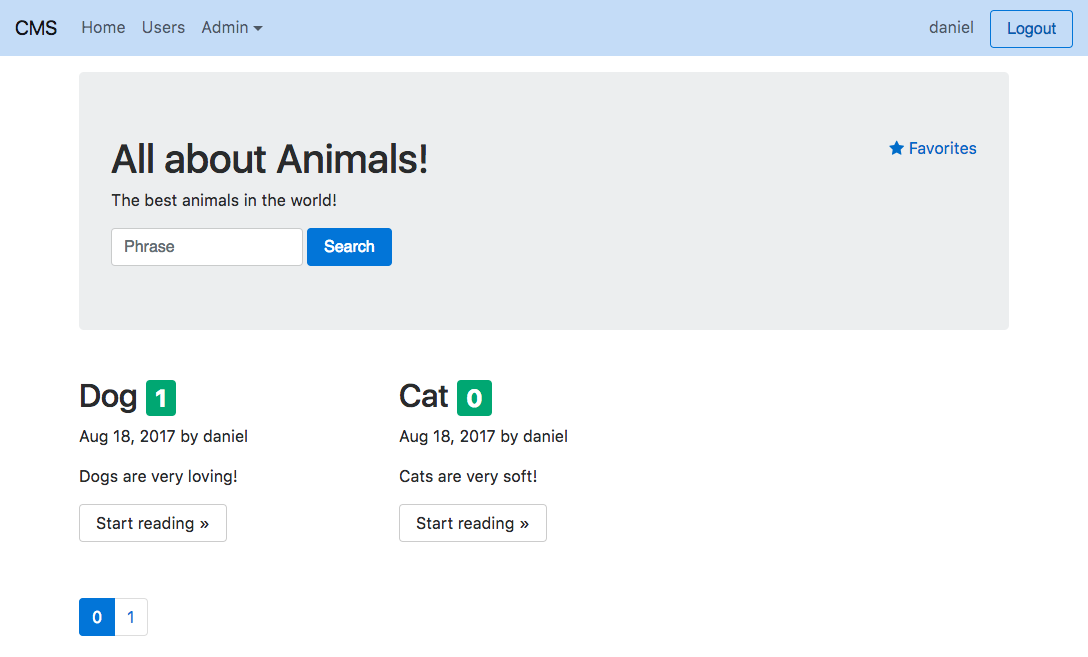 CMS Home Users Admin daniel Logout
All about Animals!
Favorites
The best animals in the world!
Phrase Search
Dog 1
Aug 18, 2017 by daniel
Dogs are very loving!
Start reading »
Cat 0
Aug 18, 2017 by daniel
Cats are very soft!
Start reading »
0 1